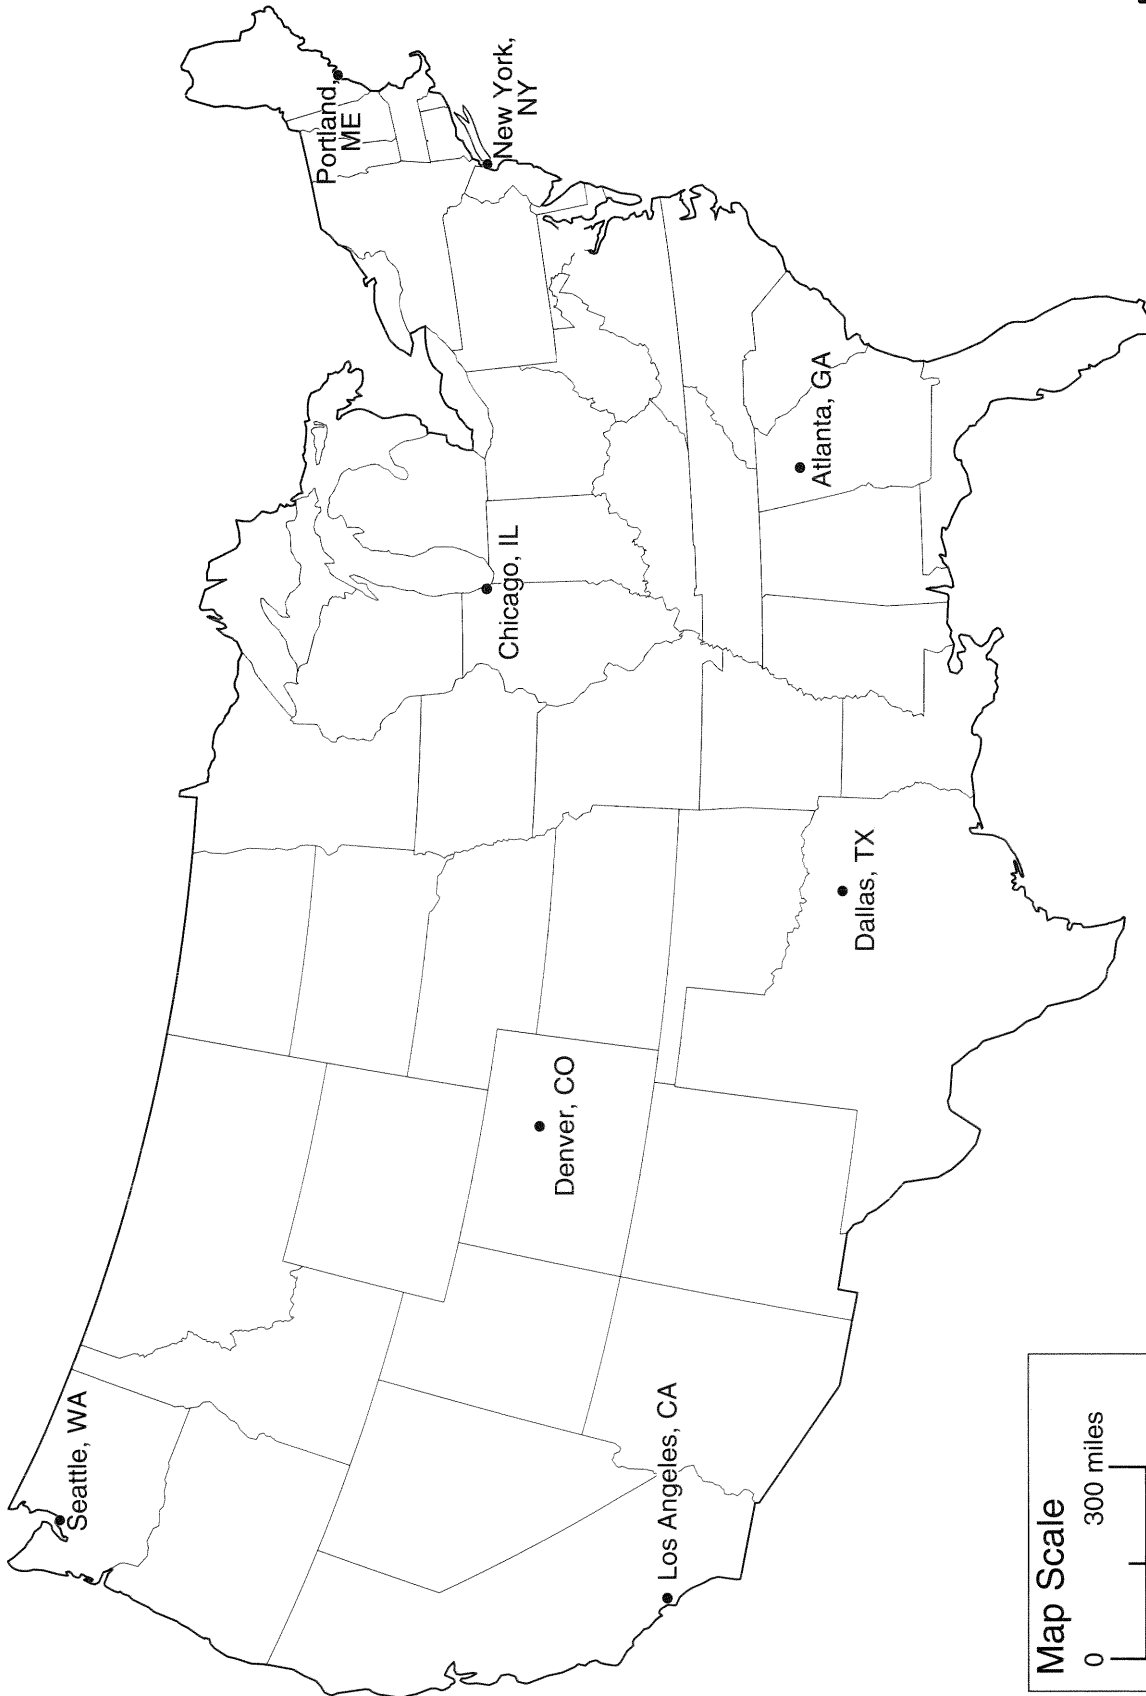 Seattle, WA
Portland,
ME
New York,
NY
Chicago, IL
Denver, CO
Los Angeles, CA
Atlanta, GA
Dallas, TX
Map Scale
0 300 miles